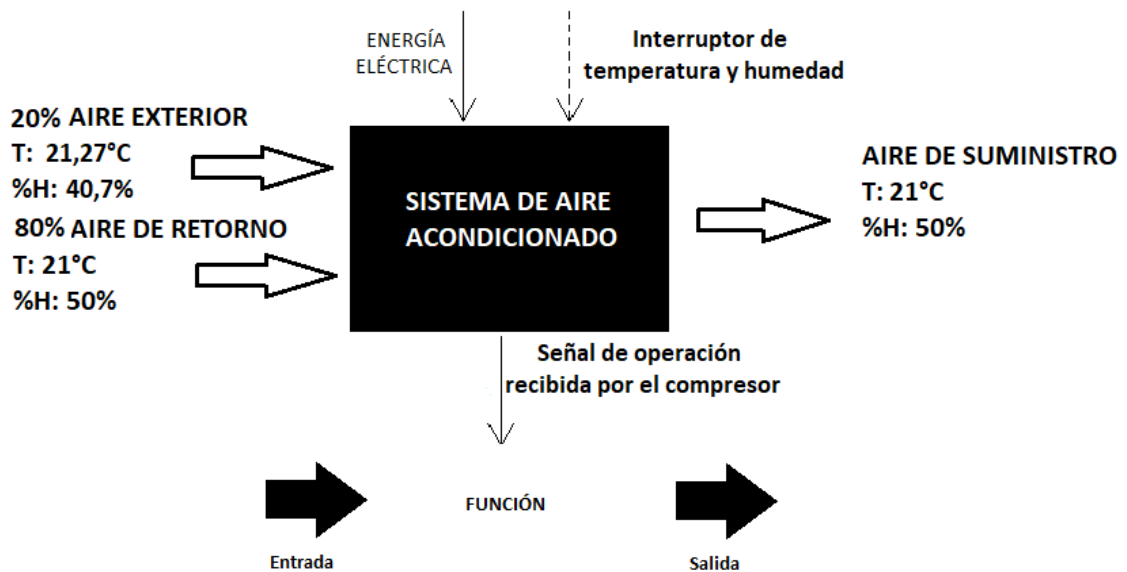 ENERGÍA
ELÉCTRICA
Interruptor de
temperatura y humedad
20% AIRE EXTERIOR
T: 21,27°C
%H: 40,7%
80% AIRE DE RETORNO
T: 21°C
%H: 50%
SISTEMA DE AIRE
ACONDICIONADO
AIRE DE SUMINISTRO
T: 21°C
%H: 50%
Señal de operación
recibida por el compresor
FUNCIÓN
Entrada
Salida